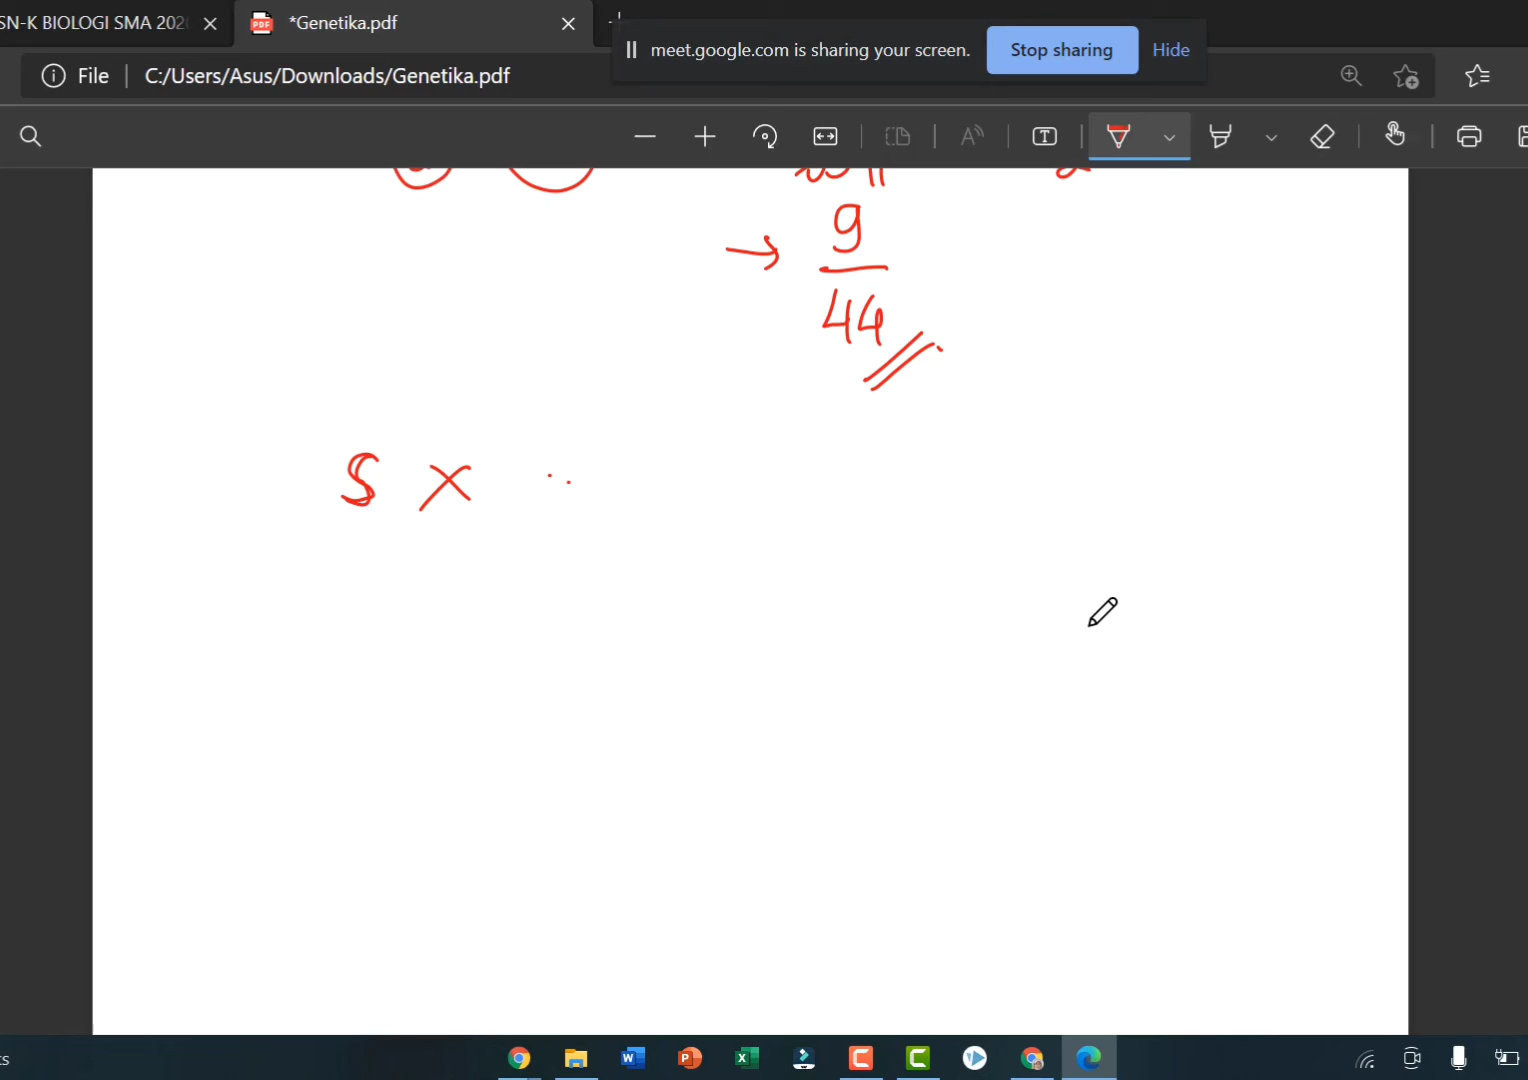 SN-K BIOLOGI SMA 202
*Genetika.pdf
meet.google.com is sharing your screen.
Stop sharing
Hide
File
C:/Users/Asus/Downloads/Genetika.pdf
→ 9
44
S X